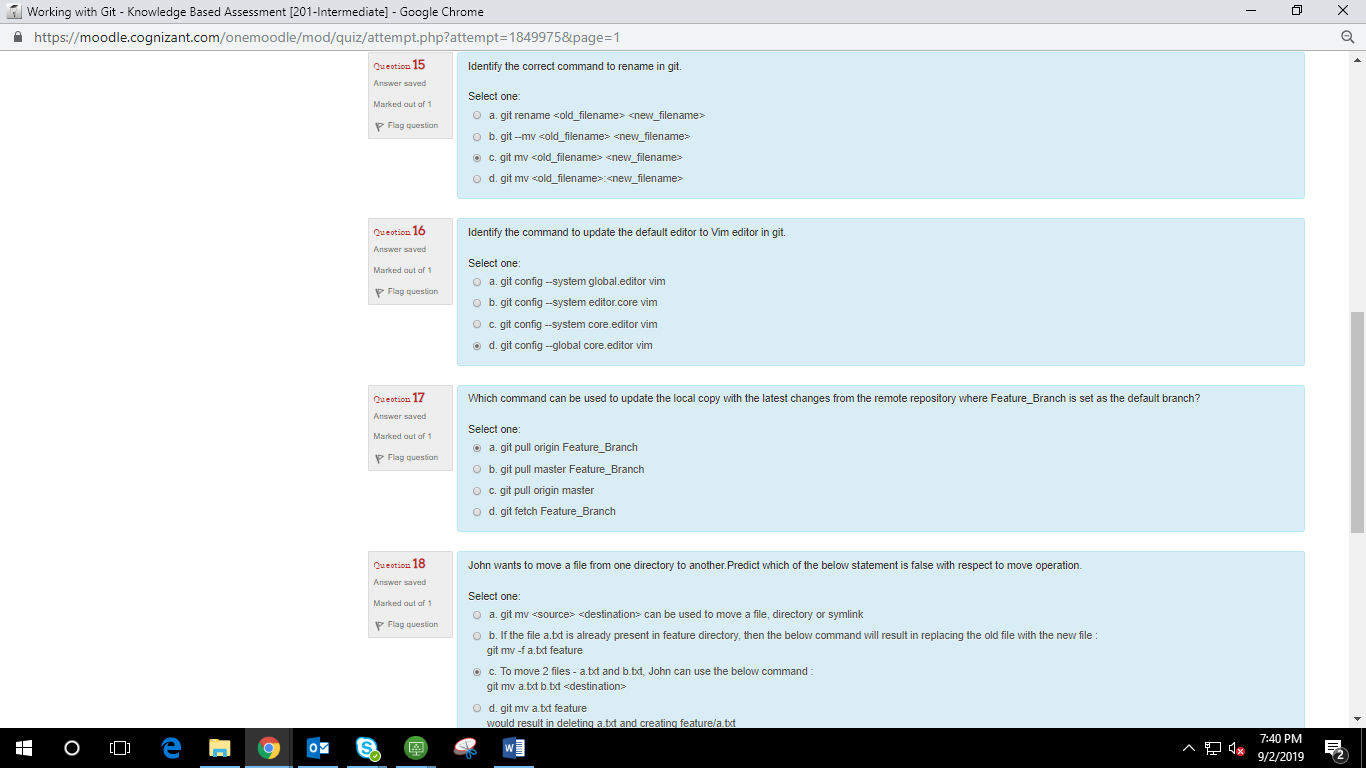 Working with Git - Knowledge Based Assessment [201-Intermediate] - Google Chrome
https://moodle.cognizant.com/onemoodle/mod/quiz/attempt.php?attempt=1849975&page=1
Question 15
Answer saved
Marked out of 1
Flag question
Identify the correct command to rename in git.
Select one:
a. git rename <old_filename> <new_filename>
b. git --mv <old_filename> <new_filename>
c. git mv <old_filename> <new_filename>
d. git mv <old_filename>:<new_filename>
Question 16
Answer saved
Marked out of 1
Flag question
Identify the command to update the default editor to Vim editor in git.
Select one:
a. git config --system global.editor vim
b. git config --system editor.core vim
c. git config --system core.editor vim
d. git config --global core.editor vim
Question 17
Answer saved
Marked out of 1
Flag question
Which command can be used to update the local copy with the latest changes from the remote repository where Feature_Branch is set as the default branch?
Select one:
a. git pull origin Feature_Branch
b. git pull master Feature_Branch
c. git pull origin master
d. git fetch Feature_Branch
Question 18
Answer saved
Marked out of 1
Flag question
John wants to move a file from one directory to another.Predict which of the below statement is false with respect to move operation.
Select one:
a. git mv <source> <destination> can be used to move a file, directory or symlink
b. If the file a.txt is already present in feature directory, then the below command will result in replacing the old file with the new file :
git mv -f a.txt feature
c. To move 2 files - a.txt and b.txt, John can use the below command :
git mv a.txt b.txt <destination>
d. git mv a.txt feature
would result in deleting a.txt and creating feature/a.txt
7:40 PM
9/2/2019
2